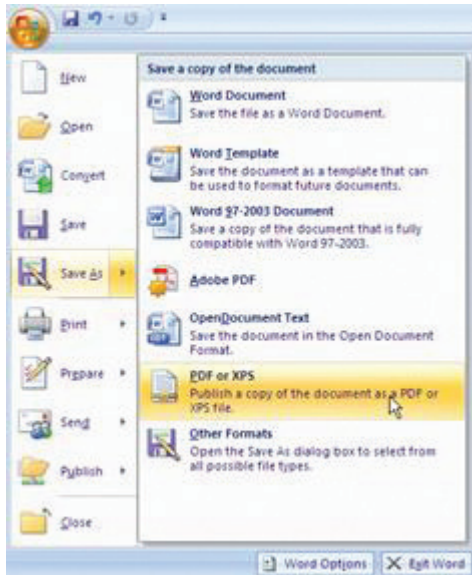 Save a copy of the document
New
Word Document
Save the file as a Word Document.
Open
Word Template
Save the document as a template that can
be used to format future documents.
Convert
Word 97-2003 Document
Save a copy of the document that is fully
compatible with Word 97-2003.
Save
Save As
Adobe PDF
Print
OpenDocument Text
Save the document in the Open Document
Format.
Prepare
PDF or XPS
Publish a copy of the document as a PDF or
XPS file.
Send
Other Formats
Open the Save As dialog box to select from
all possible file types.
Publish
Close
Word Options
Exit Word